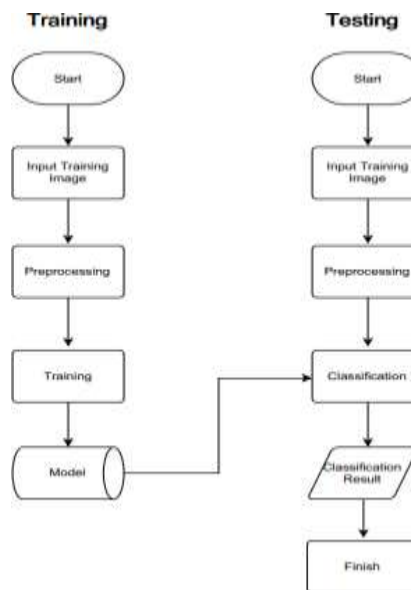 Training
Start
Input Training
Image
Preprocessing
Training
Model
Testing
Start
Input Training
Image
Preprocessing
Classification
Classification
Result
Finish